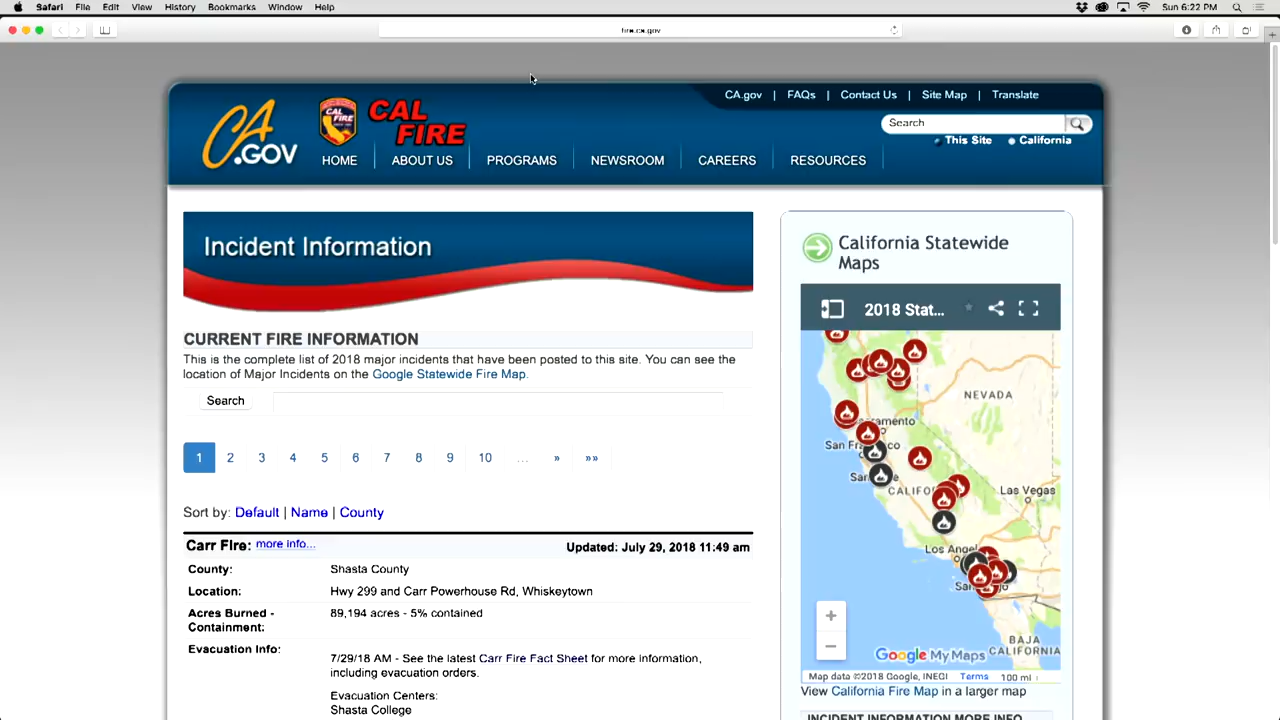 Safari File Edit View History Bookmarks Window Help
Sun 6:22 PM
fire.ca.gov
CA.gov | FAQs | Contact Us | Site Map | Translate
CA
.GOV
CAL
FIRE
CAL
FIRE
Search
This Site California
HOME ABOUT US PROGRAMS NEWSROOM CAREERS RESOURCES
Incident Information
CURRENT FIRE INFORMATION
This is the complete list of 2018 major incidents that have been posted to this site. You can see the
location of Major Incidents on the Google Statewide Fire Map.
Search
1 2 3 4 5 6 7 8 9 10 ... » »»
Sort by: Default | Name | County
Carr Fire: more info... Updated: July 29, 2018 11:49 am
County: Shasta County
Location: Hwy 299 and Carr Powerhouse Rd, Whiskeytown
Acres Burned - 89,194 acres - 5% contained
Containment:
Evacuation Info:
7/29/18 AM - See the latest Carr Fire Fact Sheet for more information,
including evacuation orders.
Evacuation Centers:
Shasta College
California Statewide
Maps
2018 Stat...
NEVADA
San
Las Vegas
Los
BAJA
CALIFORNIA
Google My Maps
Map data ©2018 Google, INEGI Terms 100 mi
View California Fire Map in a larger map
INCIDENT INFORMATION MORE INFO